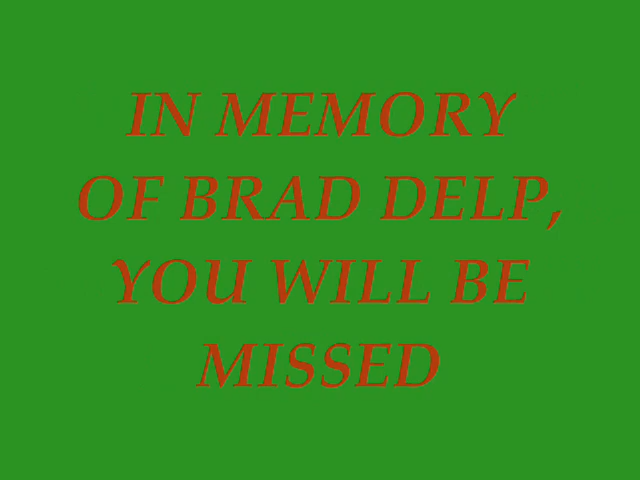 IN MEMORY
OF BRAD DELP,
YOU WILL BE
MISSED